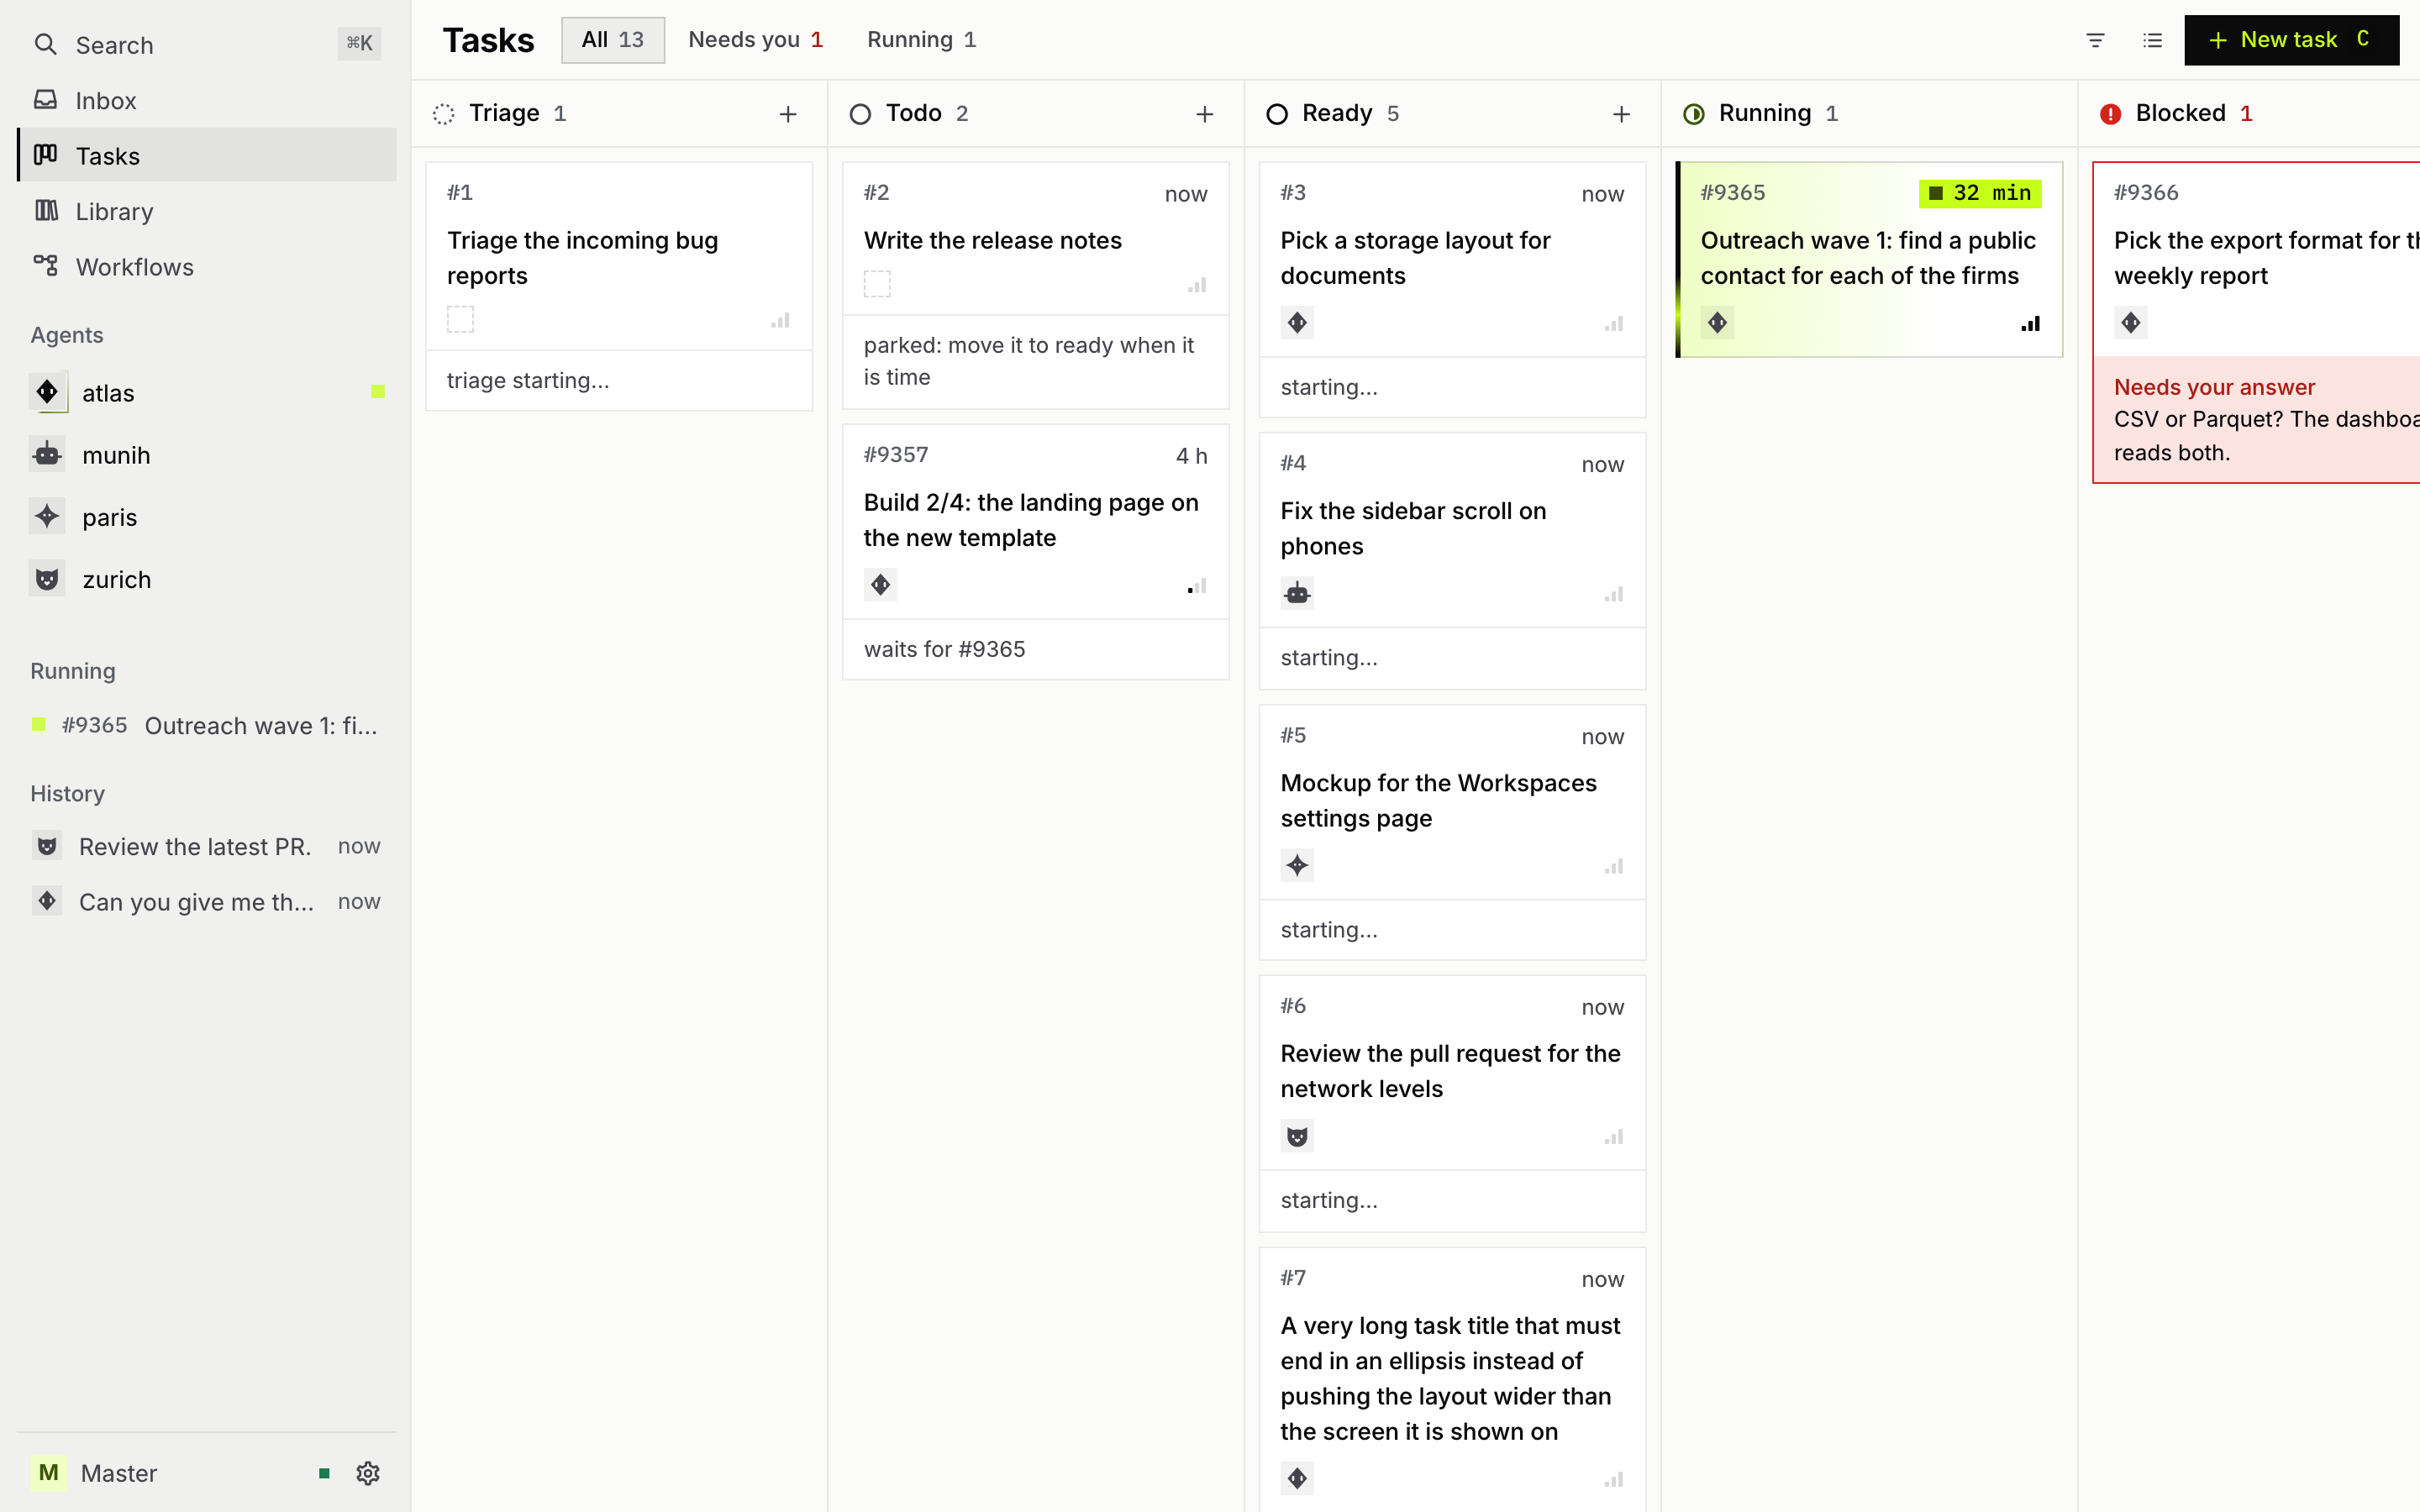 Search ⌘K
Inbox
Tasks
Library
Workflows
Agents
atlas
munih
paris
zurich
Running
#9365 Outreach wave 1: fi...
History
Review the latest PR. now
Can you give me th... now
M Master
Tasks All 13 Needs you 1 Running 1
+ New task C
Triage 1 +
#1
Triage the incoming bug
reports
triage starting...
Todo 2 +
#2 now
Write the release notes
parked: move it to ready when it
is time
#9357 4 h
Build 2/4: the landing page on
the new template
waits for #9365
Ready 5 +
#3 now
Pick a storage layout for
documents
starting...
#4 now
Fix the sidebar scroll on
phones
starting...
#5 now
Mockup for the Workspaces
settings page
starting...
#6 now
Review the pull request for the
network levels
starting...
#7 now
A very long task title that must
end in an ellipsis instead of
pushing the layout wider than
the screen it is shown on
Running 1
#9365 32 min
Outreach wave 1: find a public
contact for each of the firms
Blocked 1
#9366
Pick the export format for
weekly report
Needs your answer
CSV or Parquet? The
reads both.